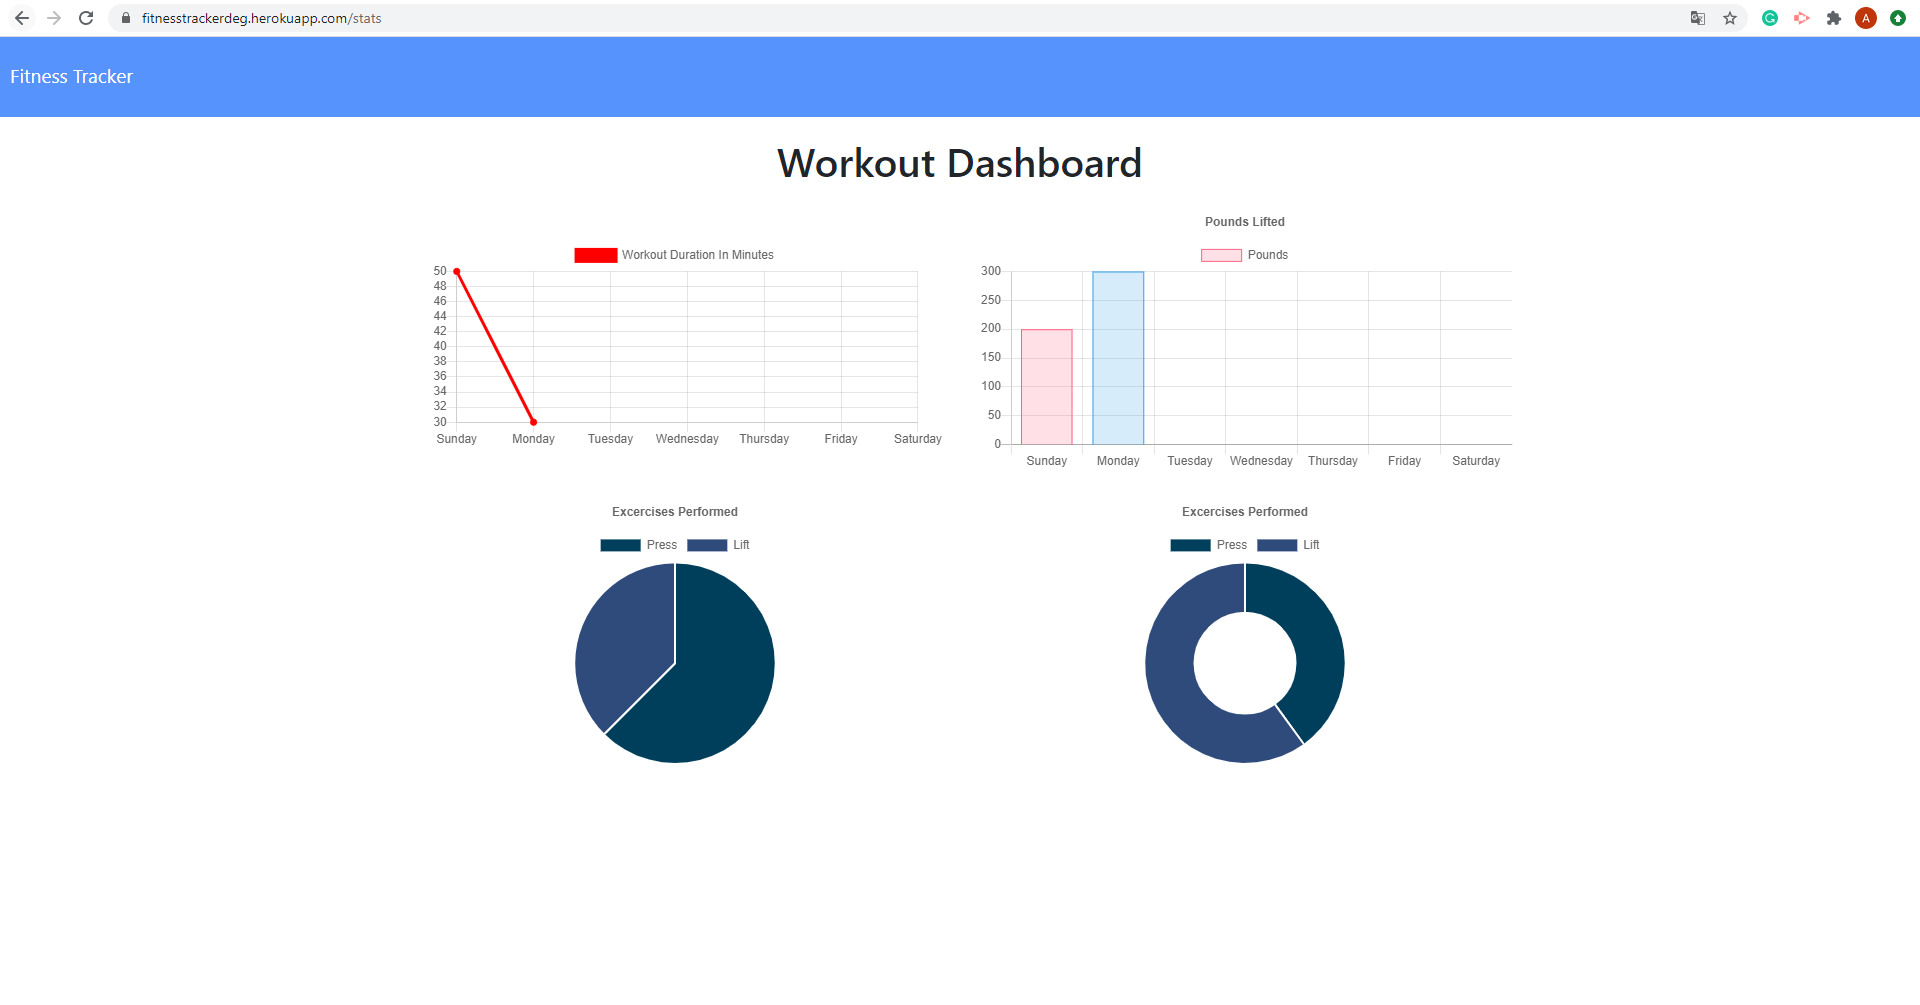 fitnesstrackerdeg.herokuapp.com/stats
A
Fitness Tracker
Workout Dashboard
Workout Duration In Minutes
50
48
46
44
42
40
38
36
34
32
30
Sunday Monday Tuesday Wednesday Thursday Friday Saturday
Pounds Lifted
Pounds
300
250
200
150
100
50
0
Sunday Monday Tuesday Wednesday Thursday Friday Saturday
Excercises Performed
Press Lift
Excercises Performed
Press Lift